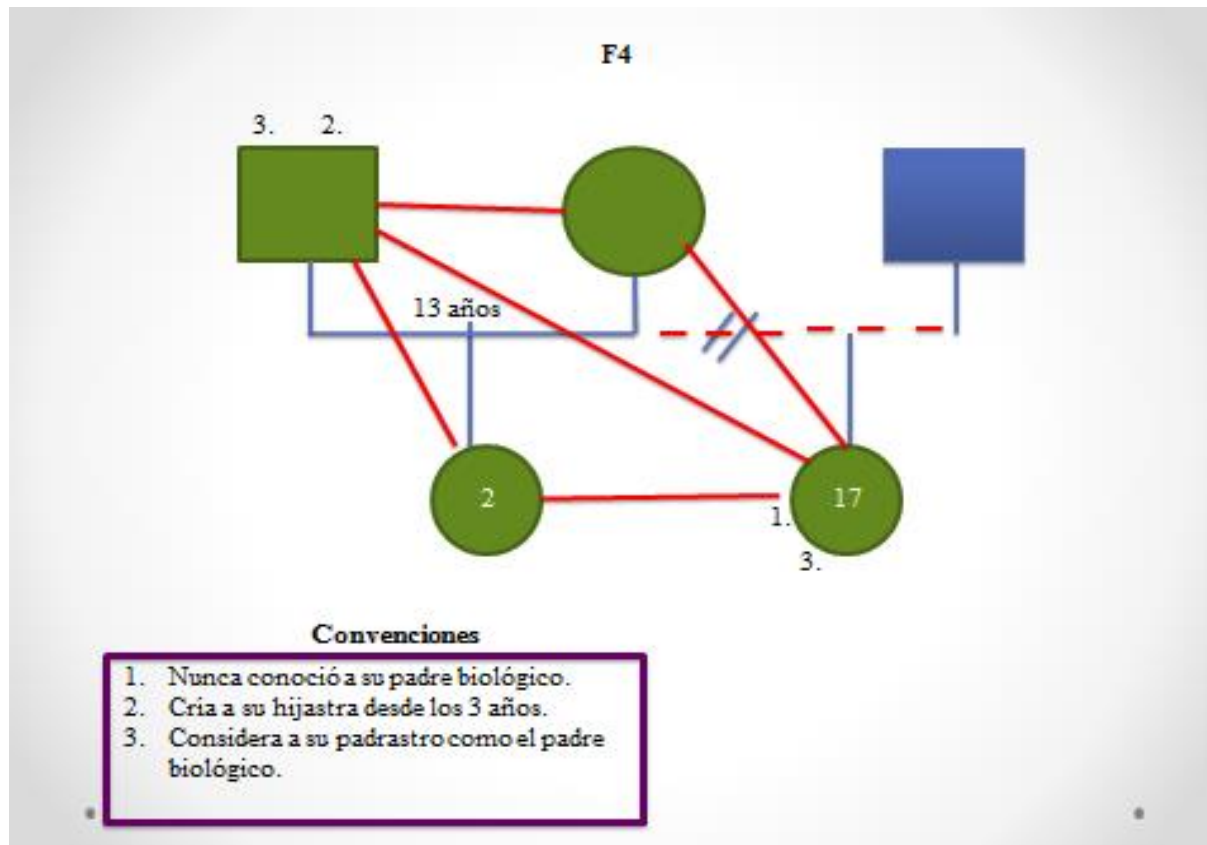 F4
3. 2.
13 años
2
17
1.
3.
Convenciones
1. Nunca conoció a su padre biológico.
2. Cria a su hijastra desde los 3 años.
3. Considera a su padrastro como el padre
biológico.